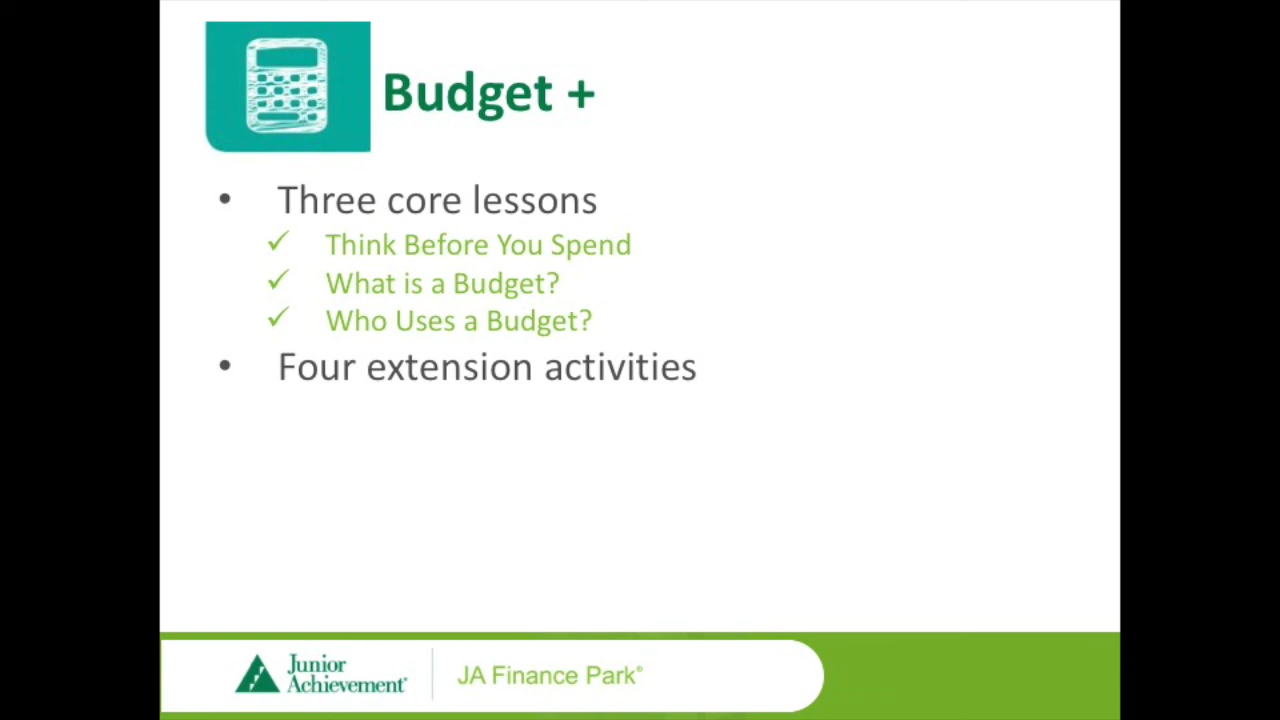 Budget +
• Three core lessons
✓ Think Before You Spend
✓ What is a Budget?
✓ Who Uses a Budget?
• Four extension activities
Junior
Achievement®
JA Finance Park®